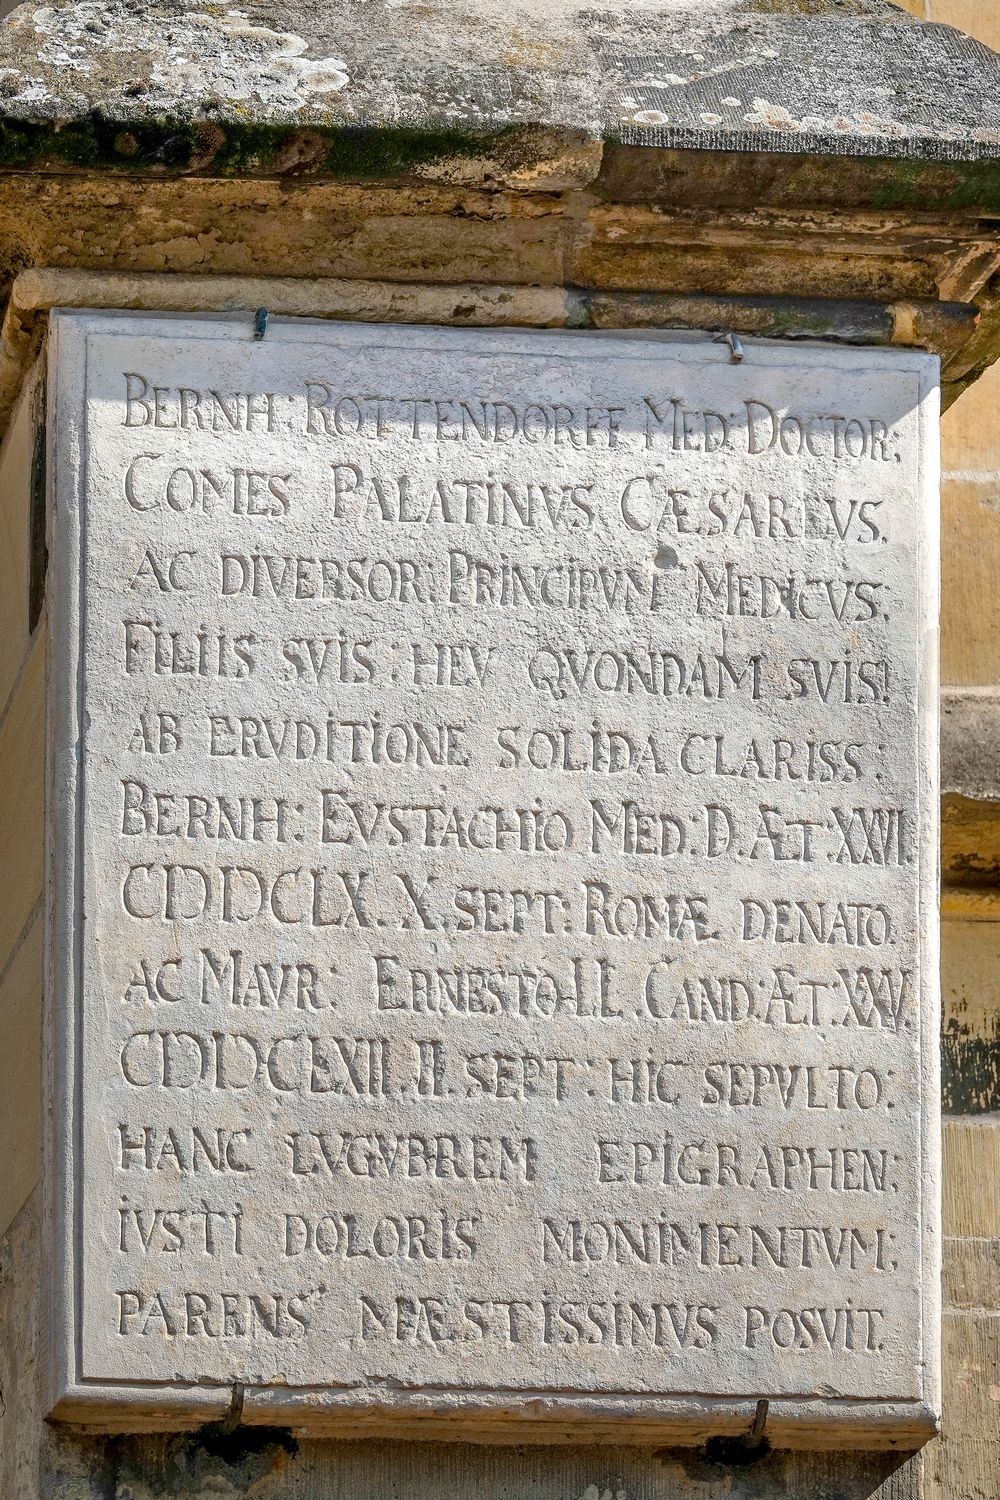 BERNH: ROTTENDORFF MED: DOCTOR:
COMES PALATINVS CÆSAREVS.
AC DIVERSOR: PRINCIPVM MEDICVS:
FILIIS SVIS: HEV QVONDAM SVIS!
AB ERVDITIONE SOLIDA CLARISS:
BERNH: EVSTACHIO MED: D. ÆT: XXVI.
CIƆIƆCLX. X. SEPT: ROMÆ DENATO.
AC MAVR: ERNESTO I.L. CAND: ÆT: XXV.
CIƆIƆCLXII. II. SEPT: HIC SEPVLTO:
HANC LVGVBREM EPIGRAPHEN:
IVSTI DOLORIS MONIMENTVM:
PARENS MÆSTISSIMVS POSVIT.